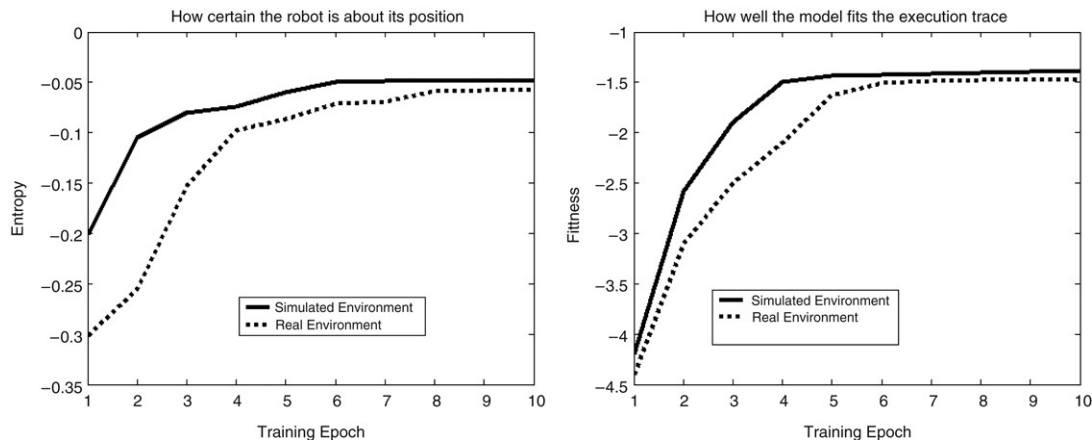 How certain the robot is about its position
0
−0.05
−0.1
−0.15
−0.2
−0.25
−0.3
−0.35
Entropy
1 2 3 4 5 6 7 8 9 10
Training Epoch
Simulated Environment
Real Environment
How well the model fits the execution trace
−1
−1.5
−2
−2.5
−3
−3.5
−4
−4.5
Fittness
1 2 3 4 5 6 7 8 9 10
Training Epoch
Simulated Environment
Real Environment